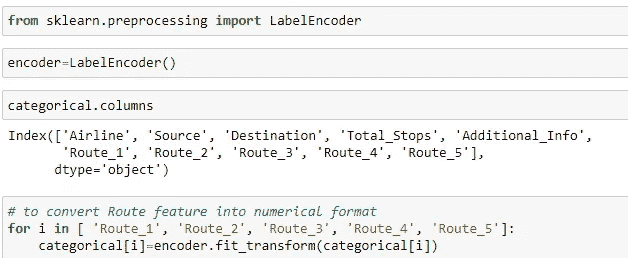 from sklearn.preprocessing import LabelEncoder
encoder=LabelEncoder()
categorical.columns
Index(['Airline', 'Source', 'Destination', 'Total_Stops', 'Additional_Info',
       'Route_1', 'Route_2', 'Route_3', 'Route_4', 'Route_5'],
      dtype='object')
# to convert Route feature into numerical format
for i in [ 'Route_1', 'Route_2', 'Route_3', 'Route_4', 'Route_5']:
    categorical[i]=encoder.fit_transform(categorical[i])